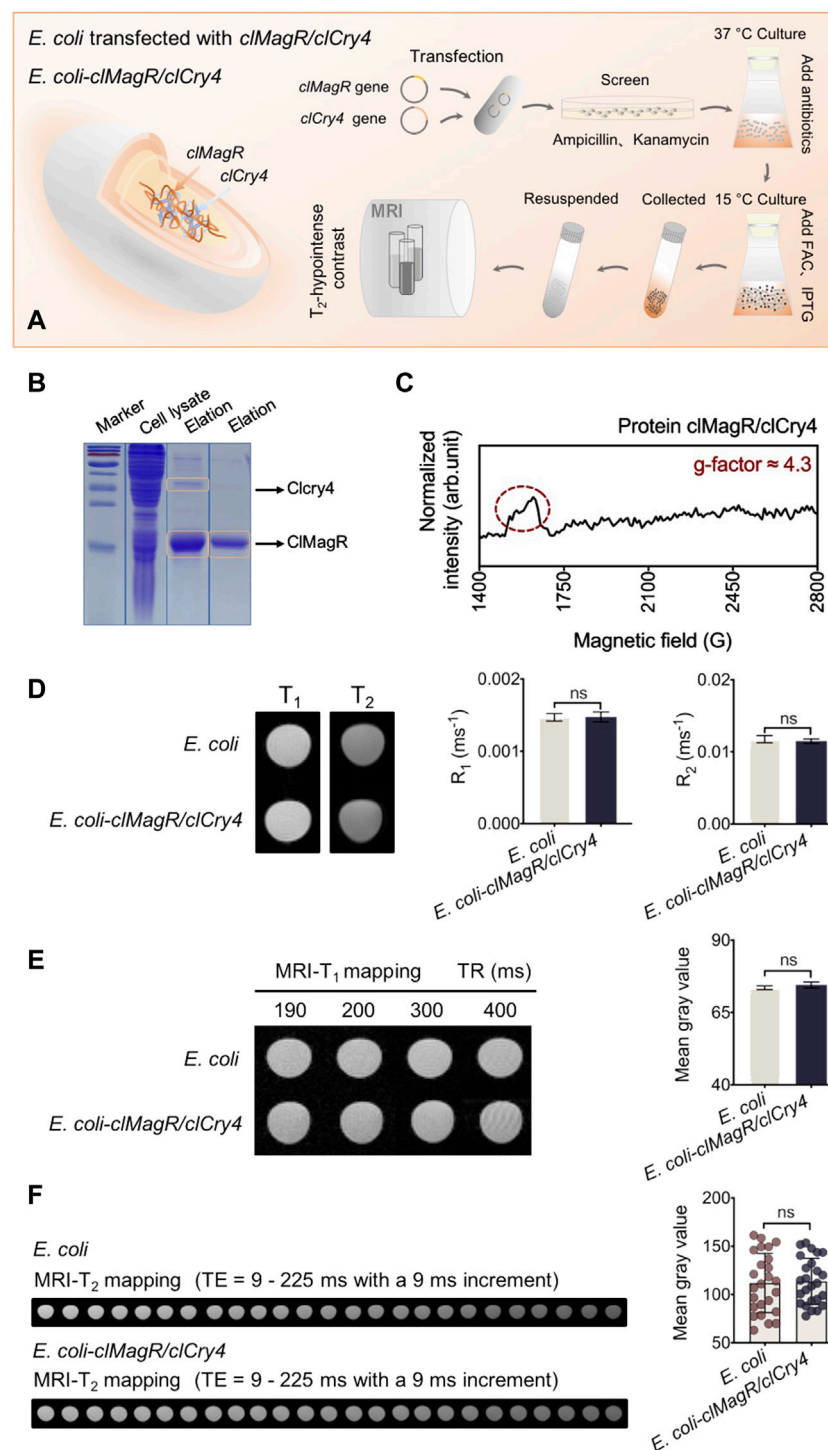 E. coli transfected with clMagR/clCry4
E. coli-clMagR/clCry4
clMagR
clCry4
Transfection
clMagR gene
clCry4 gene
Screen
Ampicillin、Kanamycin
37 °C Culture
Add antibiotics
15 °C Culture
Add FAC、IPTG
Collected
Resuspended
MRI
T2-hypointense
contrast
A
B
Marker
Cell lysate
Elation
Elation
Clcry4
ClMagR
C
Protein clMagR/clCry4
g-factor ≈ 4.3
Normalized
intensity (arb.unit)
1400
1750
2100
2450
2800
Magnetic field (G)
D
T1
T2
E. coli
E. coli-clMagR/clCry4
R1 (ms-1)
0.002
0.001
0.000
ns
E. coli
E. coli-clMagR/clCry4
R2 (ms-1)
0.02
0.01
0.00
ns
E. coli
E. coli-clMagR/clCry4
E
MRI-T1 mapping TR (ms)
190 200 300 400
E. coli
E. coli-clMagR/clCry4
Mean gray value
90
65
40
ns
E. coli
E. coli-clMagR/clCry4
F
E. coli
MRI-T2 mapping (TE = 9 - 225 ms with a 9 ms increment)
E. coli-clMagR/clCry4
MRI-T2 mapping (TE = 9 - 225 ms with a 9 ms increment)
Mean gray value
200
150
100
50
ns
E. coli
E. coli-clMagR/clCry4